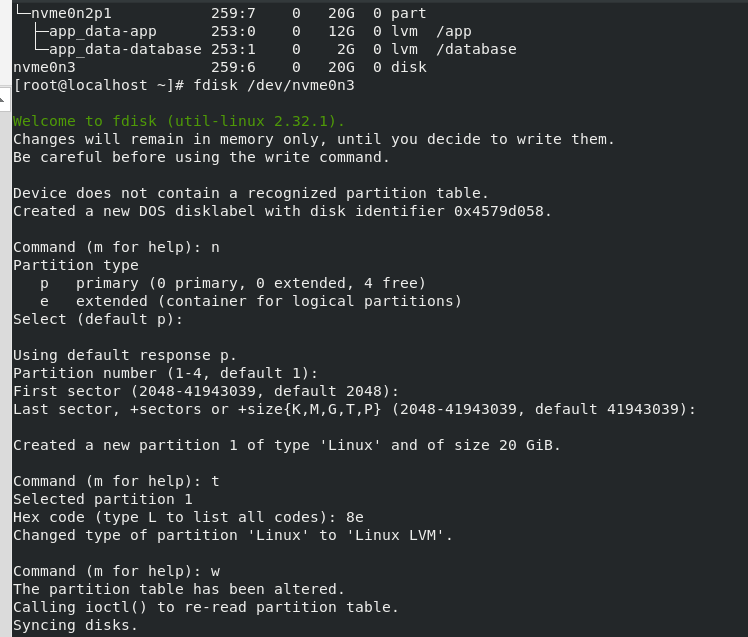 └─nvme0n2p1           259:7    0   20G  0 part
  ├─app_data-app      253:0    0   12G  0 lvm  /app
  └─app_data-database 253:1    0    2G  0 lvm  /database
nvme0n3               259:6    0   20G  0 disk
[root@localhost ~]# fdisk /dev/nvme0n3
Welcome to fdisk (util-linux 2.32.1).
Changes will remain in memory only, until you decide to write them.
Be careful before using the write command.
Device does not contain a recognized partition table.
Created a new DOS disklabel with disk identifier 0x4579d058.
Command (m for help): n
Partition type
   p   primary (0 primary, 0 extended, 4 free)
   e   extended (container for logical partitions)
Select (default p):
Using default response p.
Partition number (1-4, default 1):
First sector (2048-41943039, default 2048):
Last sector, +sectors or +size{K,M,G,T,P} (2048-41943039, default 41943039):
Created a new partition 1 of type 'Linux' and of size 20 GiB.
Command (m for help): t
Selected partition 1
Hex code (type L to list all codes): 8e
Changed type of partition 'Linux' to 'Linux LVM'.
Command (m for help): w
The partition table has been altered.
Calling ioctl() to re-read partition table.
Syncing disks.